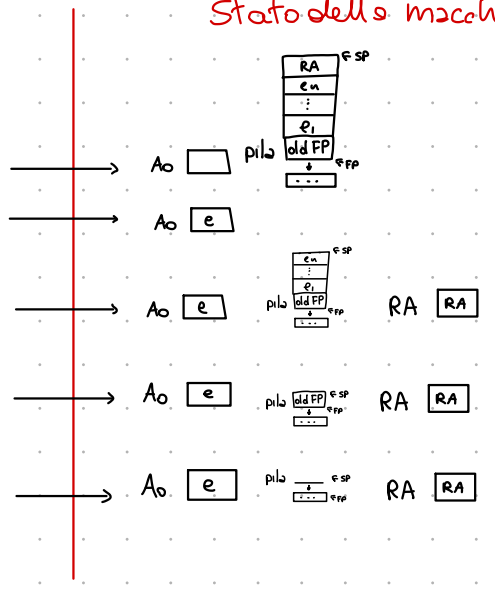 Stato della macch
RA ← SP
en
⋮
e1
A0 pila old FP ← FP
...
A0 e
en ← SP
⋮
e1
A0 e pila old FP ← FP RA RA
...
A0 e pila old FP ← SP RA RA
... ← FP
A0 e pila ← SP RA RA
... ← FP